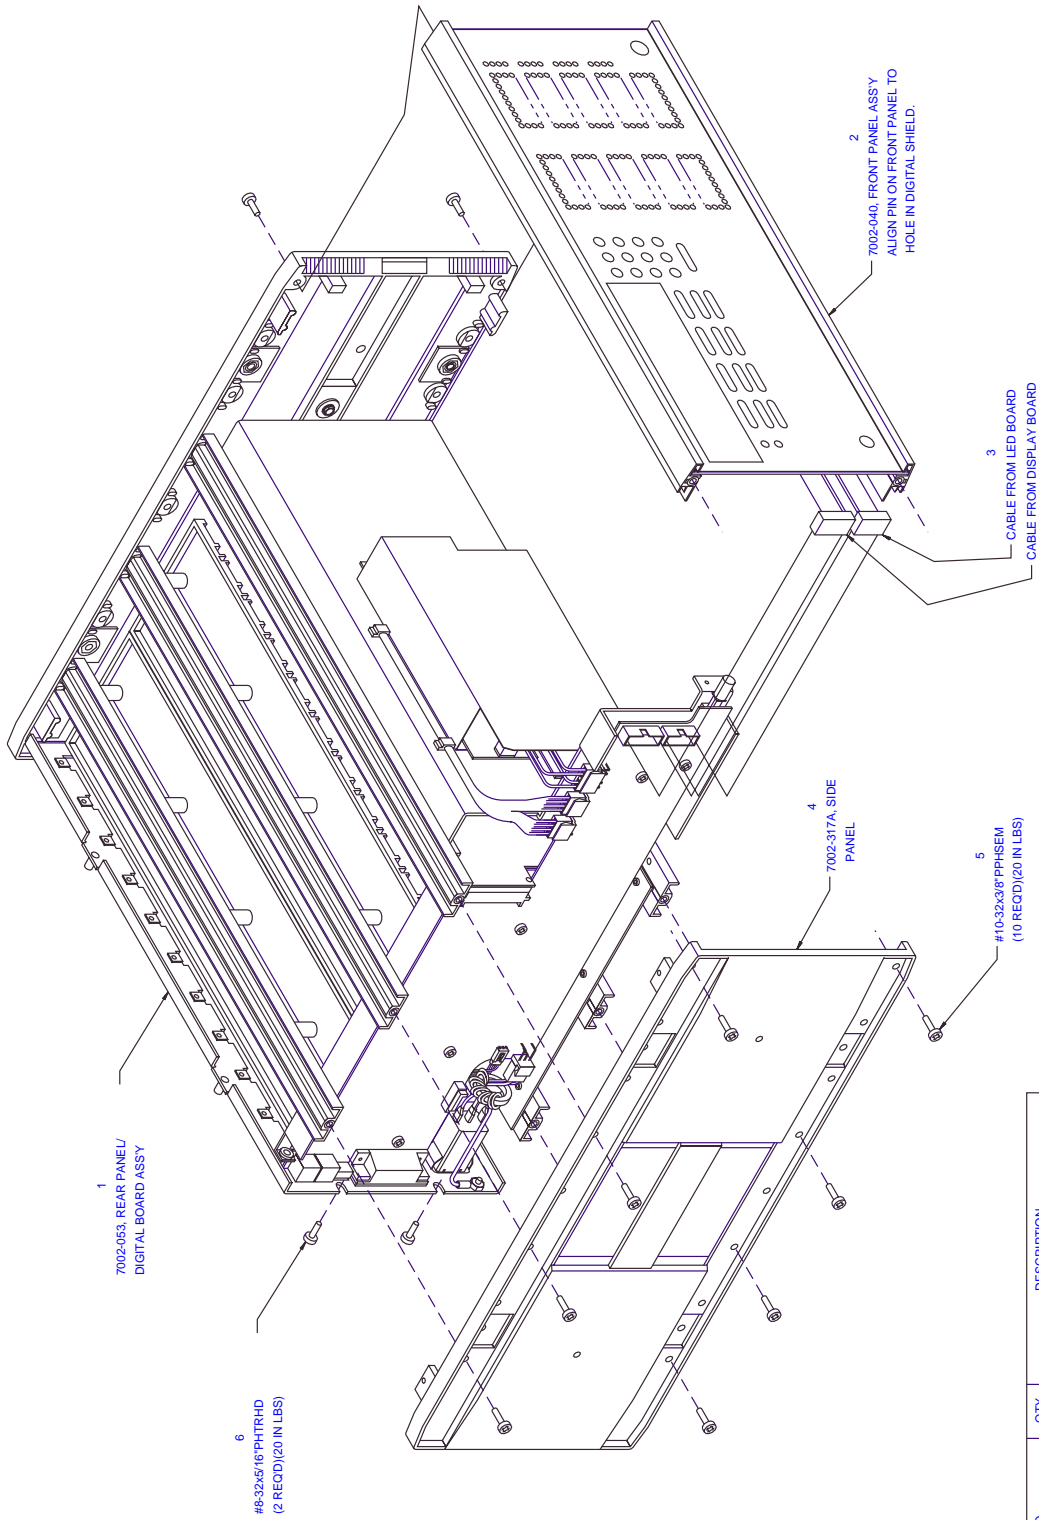 1
7002-053, REAR PANEL/
DIGITAL BOARD ASS'Y
2
7002-040, FRONT PANEL ASS'Y
ALIGN PIN ON FRONT PANEL TO
HOLE IN DIGITAL SHIELD.
3
CABLE FROM LED BOARD
CABLE FROM DISPLAY BOARD
4
7002-317A, SIDE
PANEL
5
#10-32x3/8"PPHSEM
(10 REQ'D)(20 IN LBS)
6
#8-32x5/16"PHTRHD
(2 REQ'D)(20 IN LBS)